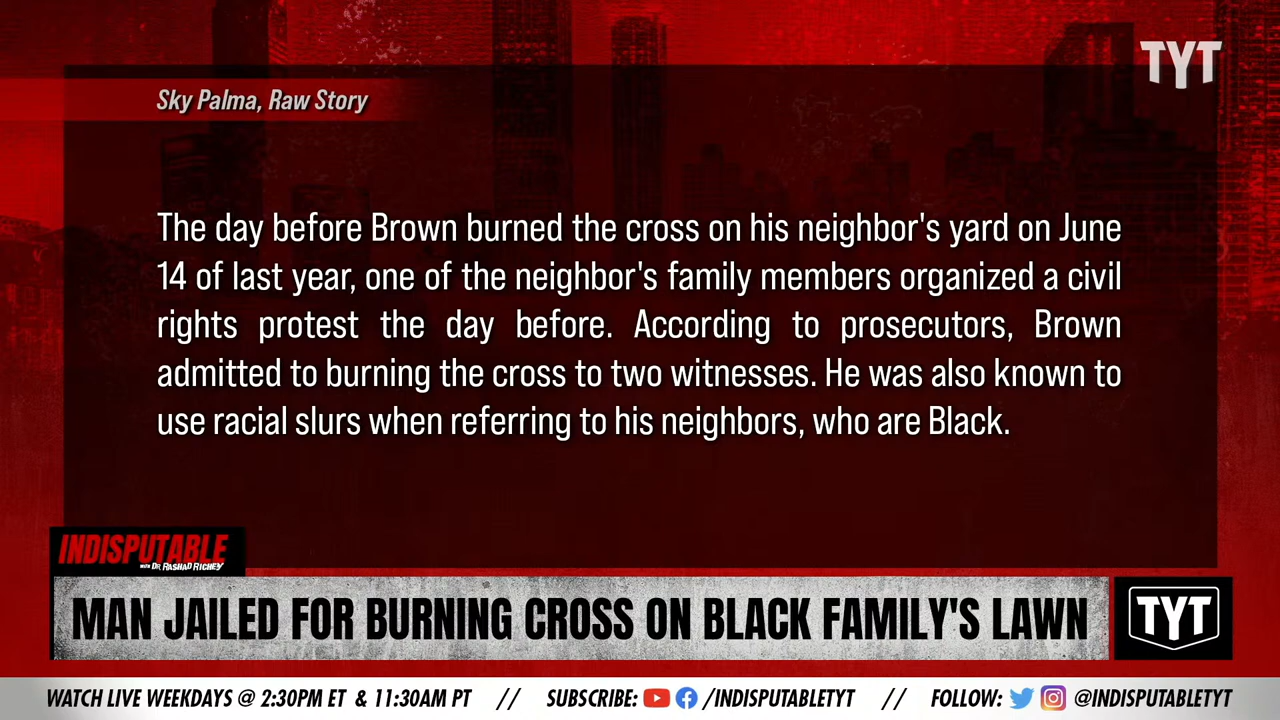 TYT
Sky Palma, Raw Story
The day before Brown burned the cross on his neighbor's yard on June
14 of last year, one of the neighbor's family members organized a civil
rights protest the day before. According to prosecutors, Brown
admitted to burning the cross to two witnesses. He was also known to
use racial slurs when referring to his neighbors, who are Black.
INDISPUTABLE
WITH DR. RASHAD RICHEY
MAN JAILED FOR BURNING CROSS ON BLACK FAMILY'S LAWN
TYT
WATCH LIVE WEEKDAYS @ 2:30PM ET & 11:30AM PT // SUBSCRIBE: /INDISPUTABLETYT // FOLLOW: @INDISPUTABLETYT